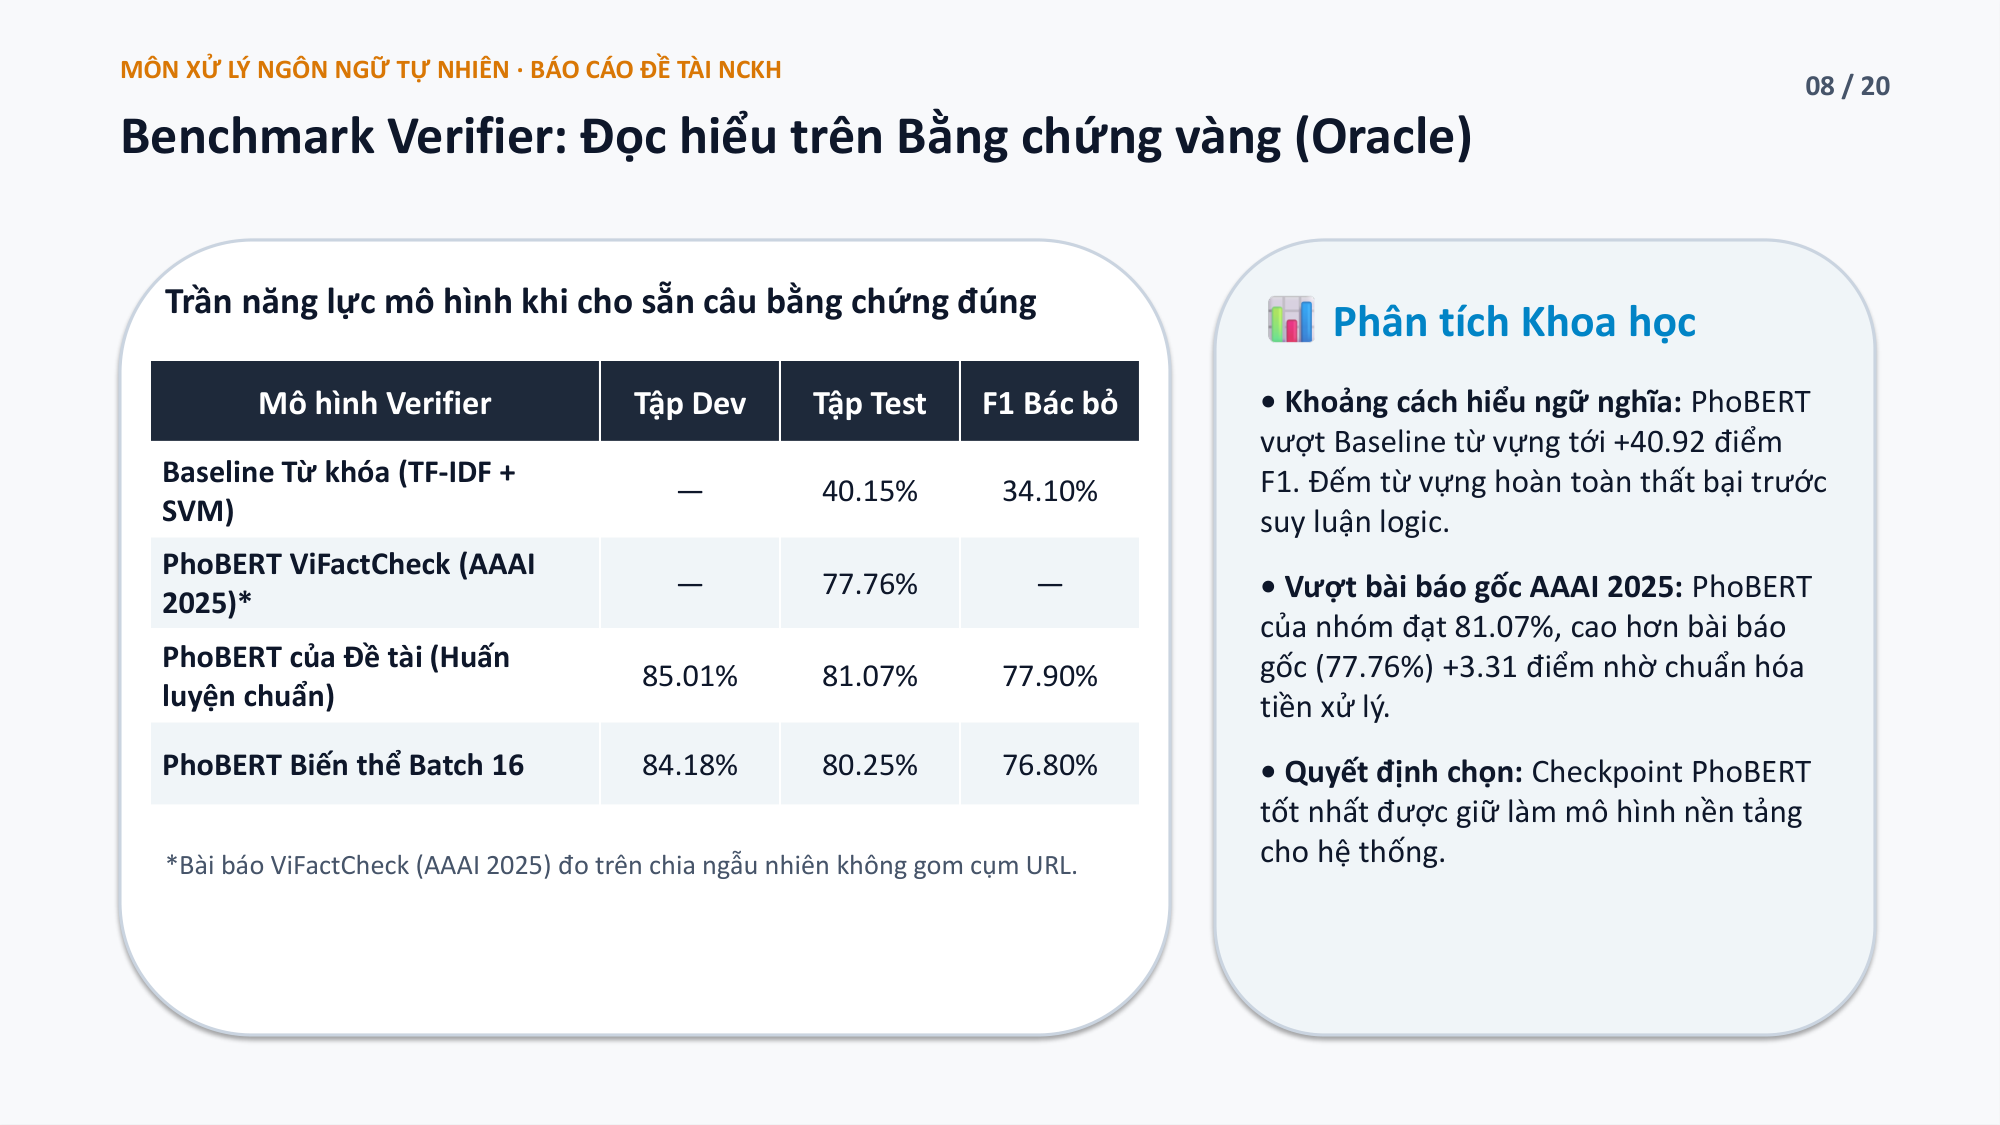 MÔN XỬ LÝ NGÔN NGỮ TỰ NHIÊN · BÁO CÁO ĐỀ TÀI NCKH
08 / 20
Benchmark Verifier: Đọc hiểu trên Bằng chứng vàng (Oracle)
Trần năng lực mô hình khi cho sẵn câu bằng chứng đúng
Mô hình Verifier Tập Dev Tập Test F1 Bác bỏ
Baseline Từ khóa (TF-IDF +
SVM) — 40.15% 34.10%
PhoBERT ViFactCheck (AAAI
2025)* — 77.76% —
PhoBERT của Đề tài (Huấn
luyện chuẩn) 85.01% 81.07% 77.90%
PhoBERT Biến thể Batch 16 84.18% 80.25% 76.80%
*Bài báo ViFactCheck (AAAI 2025) đo trên chia ngẫu nhiên không gom cụm URL.
Phân tích Khoa học
• Khoảng cách hiểu ngữ nghĩa: PhoBERT
vượt Baseline từ vựng tới +40.92 điểm
F1. Đếm từ vựng hoàn toàn thất bại trước
suy luận logic.
• Vượt bài báo gốc AAAI 2025: PhoBERT
của nhóm đạt 81.07%, cao hơn bài báo
gốc (77.76%) +3.31 điểm nhờ chuẩn hóa
tiền xử lý.
• Quyết định chọn: Checkpoint PhoBERT
tốt nhất được giữ làm mô hình nền tảng
cho hệ thống.